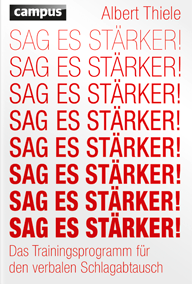 campus
Albert Thiele
SAG ES STÄRKER!
SAG ES STÄRKER!
SAG ES STÄRKER!
SAG ES STÄRKER!
SAG ES STÄRKER!
SAG ES STÄRKER!
SAG ES STÄRKER!
SAG ES STÄRKER!
Das Trainingsprogramm für
den verbalen Schlagabtausch